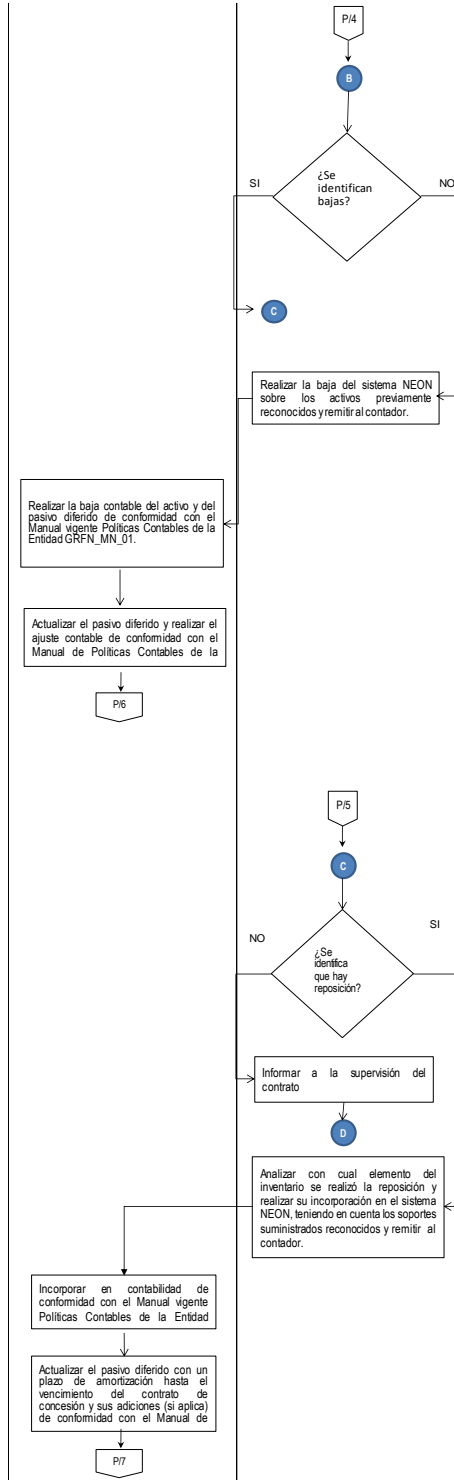 P/4
B
¿Se
identifican
bajas?
SI
NO
C
Realizar la baja del sistema NEON
sobre los activos previamente
reconocidos y remitir al contador.
Realizar la baja contable del activo y del
pasivo diferido de conformidad con el
Manual vigente Políticas Contables de la
Entidad GRFN_MN_01.
Actualizar el pasivo diferido y realizar el
ajuste contable de conformidad con el
Manual de Políticas Contables de la
P/6
P/5
C
NO
SI
¿Se
identifica
que hay
reposición?
Informar a la supervisión del
contrato
D
Analizar con cual elemento del
inventario se realizó la reposición y
realizar su incorporación en el sistema
NEON, teniendo en cuenta los soportes
suministrados reconocidos y remitir al
contador.
Incorporar en contabilidad de
conformidad con el Manual vigente
Políticas Contables de la Entidad
Actualizar el pasivo diferido con un
plazo de amortización hasta el
vencimiento del contrato de
concesión y sus adiciones (si aplica)
de conformidad con el Manual de
P/7